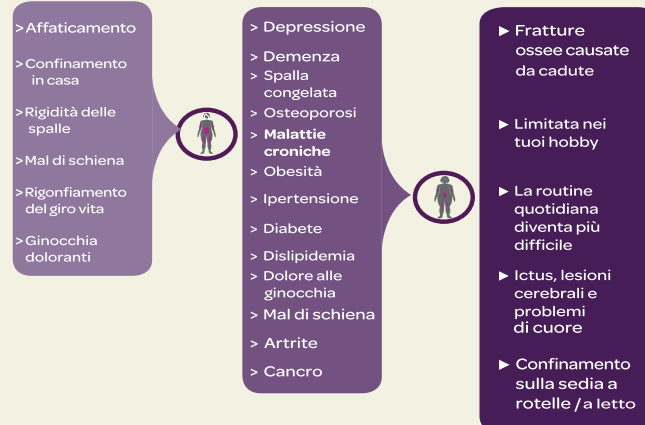 > Affaticamento
> Confinamento
in casa
> Rigidità delle
spalle
> Mal di schiena
> Rigonfiamento
del giro vita
> Ginocchia
doloranti
> Depressione
> Demenza
> Spalla
congelata
> Osteoporosi
> Malattie
croniche
> Obesità
> Ipertensione
> Diabete
> Dislipidemia
> Dolore alle
ginocchia
> Mal di schiena
> Artrite
> Cancro
► Fratture
ossee causate
da cadute
► Limitata nei
tuoi hobby
► La routine
quotidiana
diventa più
difficile
► Ictus, lesioni
cerebrali e
problemi
di cuore
► Confinamento
sulla sedia a
rotelle / a letto